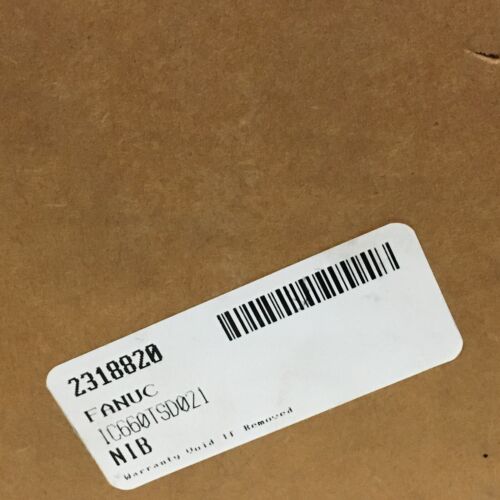 2318820
FANUC
IC660TSD021
NIB
Warranty Void If Removed